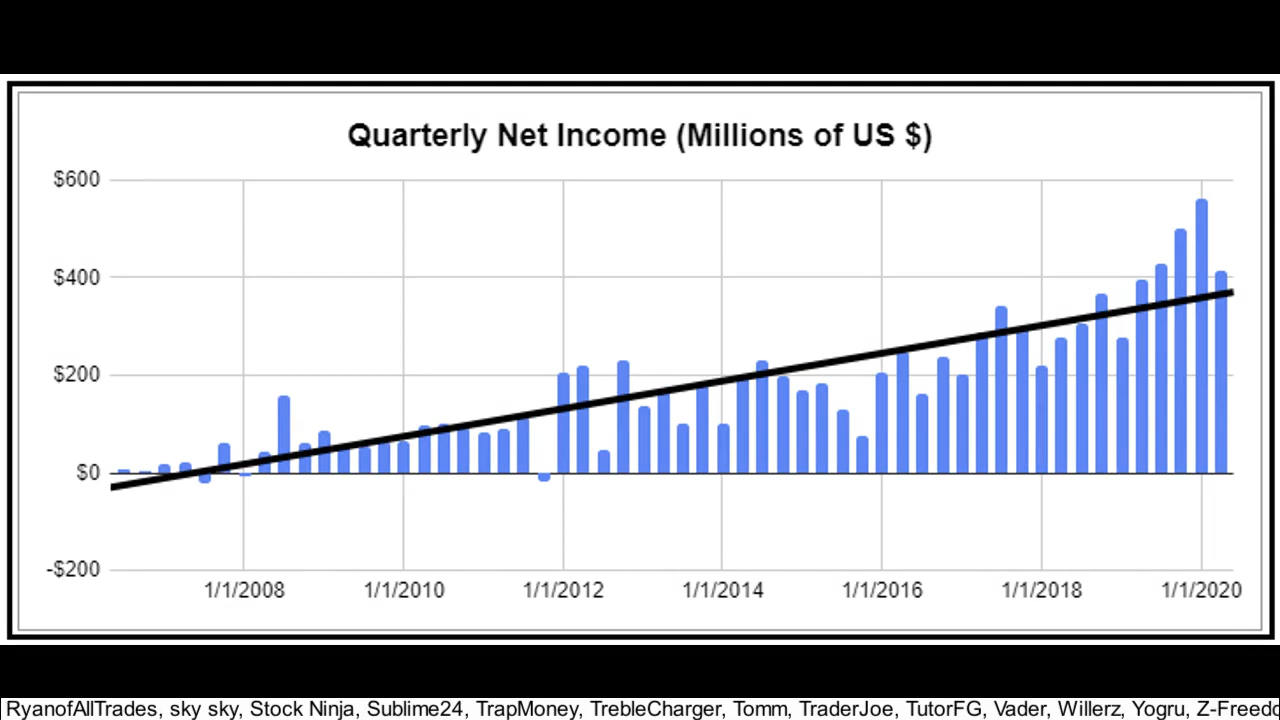 Quarterly Net Income (Millions of US $)
$600
$400
$200
$0
-$200
1/1/2008 1/1/2010 1/1/2012 1/1/2014 1/1/2016 1/1/2018 1/1/2020
RyanofAllTrades, sky sky, Stock Ninja, Sublime24, TrapMoney, TrebleCharger, Tomm, TraderJoe, TutorFG, Vader, Willerz, Yogru,